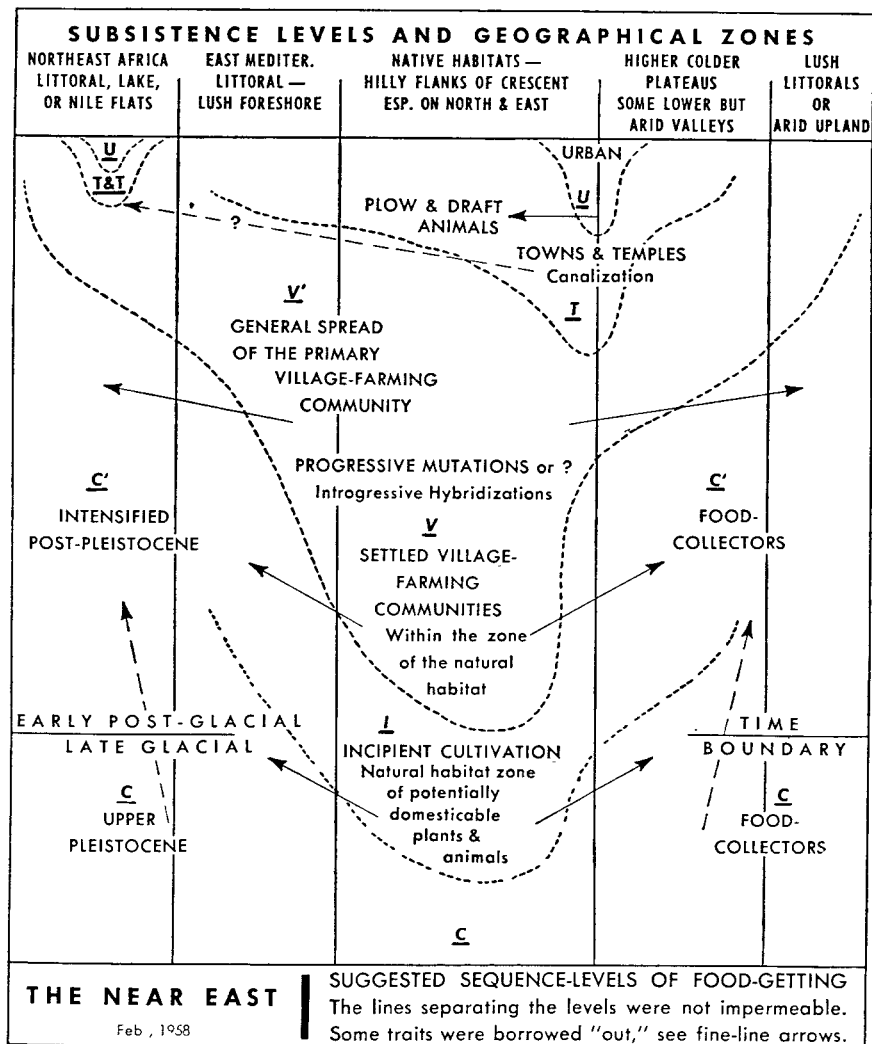 SUBSISTENCE LEVELS AND GEOGRAPHICAL ZONES
NORTHEAST AFRICA
LITTORAL, LAKE,
OR NILE FLATS
EAST MEDITER.
LITTORAL —
LUSH FORESHORE
NATIVE HABITATS —
HILLY FLANKS OF CRESCENT
ESP. ON NORTH & EAST
HIGHER COLDER
PLATEAUS
SOME LOWER BUT
ARID VALLEYS
LUSH
LITTORALS
OR
ARID UPLAND
U
T&T
?
URBAN
U
PLOW & DRAFT
ANIMALS
TOWNS & TEMPLES
Canalization
T
V'
GENERAL SPREAD
OF THE PRIMARY
VILLAGE-FARMING
COMMUNITY
PROGRESSIVE MUTATIONS or ?
Introgressive Hybridizations
C'
INTENSIFIED
POST-PLEISTOCENE
V
SETTLED VILLAGE-
FARMING
COMMUNITIES
Within the zone
of the natural
habitat
C'
FOOD-
COLLECTORS
EARLY POST-GLACIAL
LATE GLACIAL
I
INCIPIENT CULTIVATION
Natural habitat zone
of potentially
domesticable
plants &
animals
TIME
BOUNDARY
C
UPPER
PLEISTOCENE
C
FOOD-
COLLECTORS
C
THE NEAR EAST
Feb, 1958
SUGGESTED SEQUENCE-LEVELS OF FOOD-GETTING
The lines separating the levels were not impermeable.
Some traits were borrowed "out," see fine-line arrows.